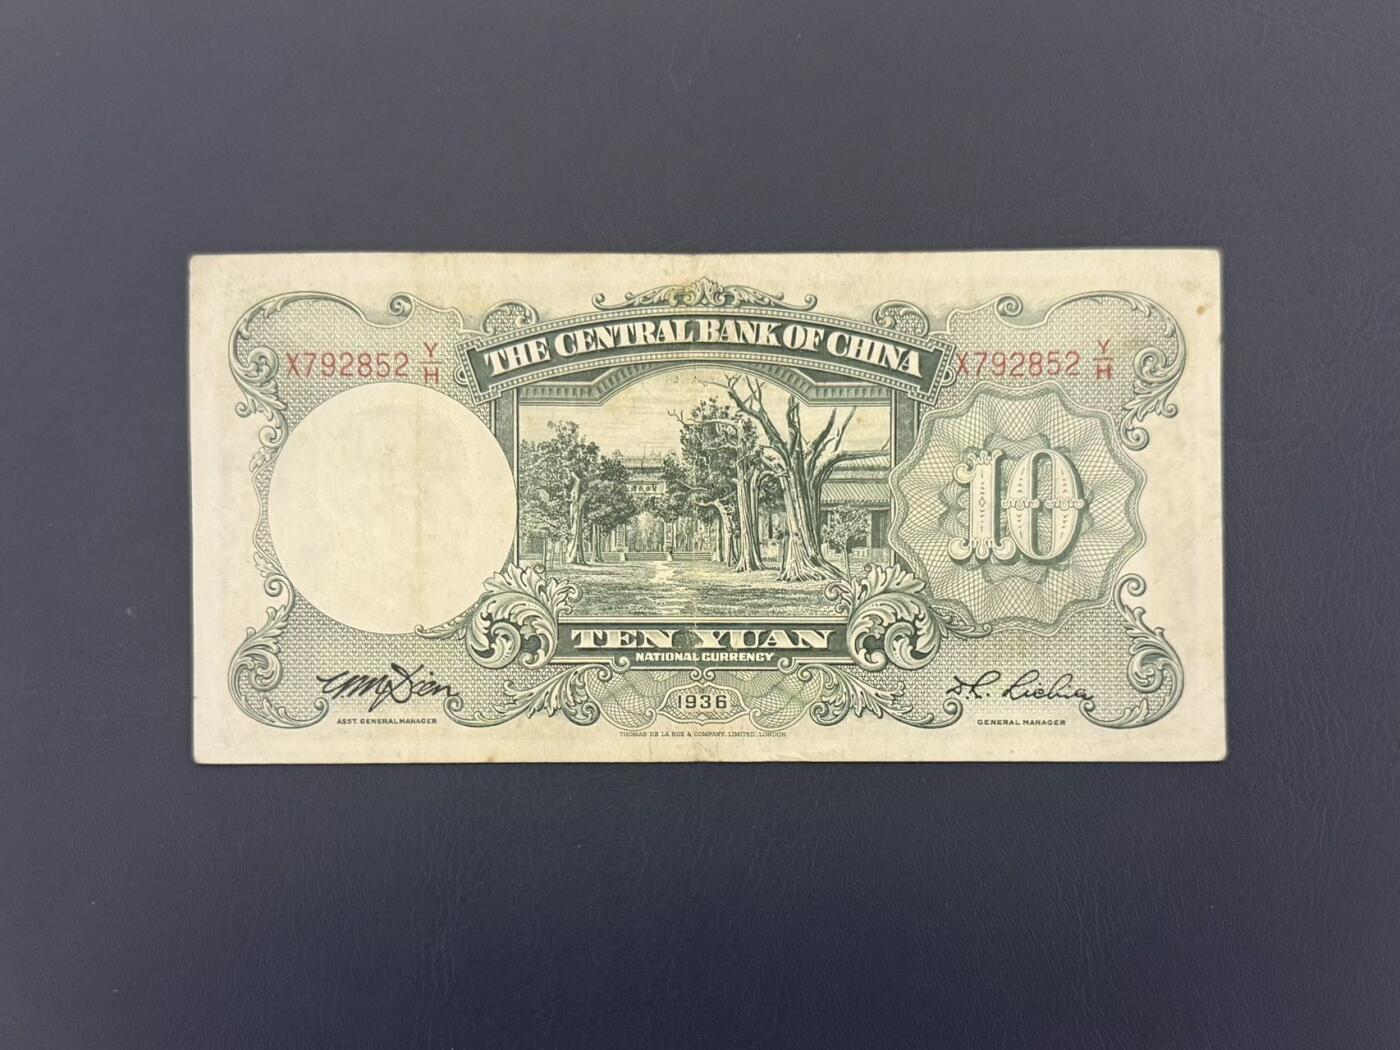 THE CENTRAL BANK OF CHINA
X792852 Y/H
X792852 Y/H
10
TEN YUAN
NATIONAL CURRENCY
1936
ASST. GENERAL MANAGER
GENERAL MANAGER
THOMAS DE LA RUE & COMPANY, LIMITED, LONDON.